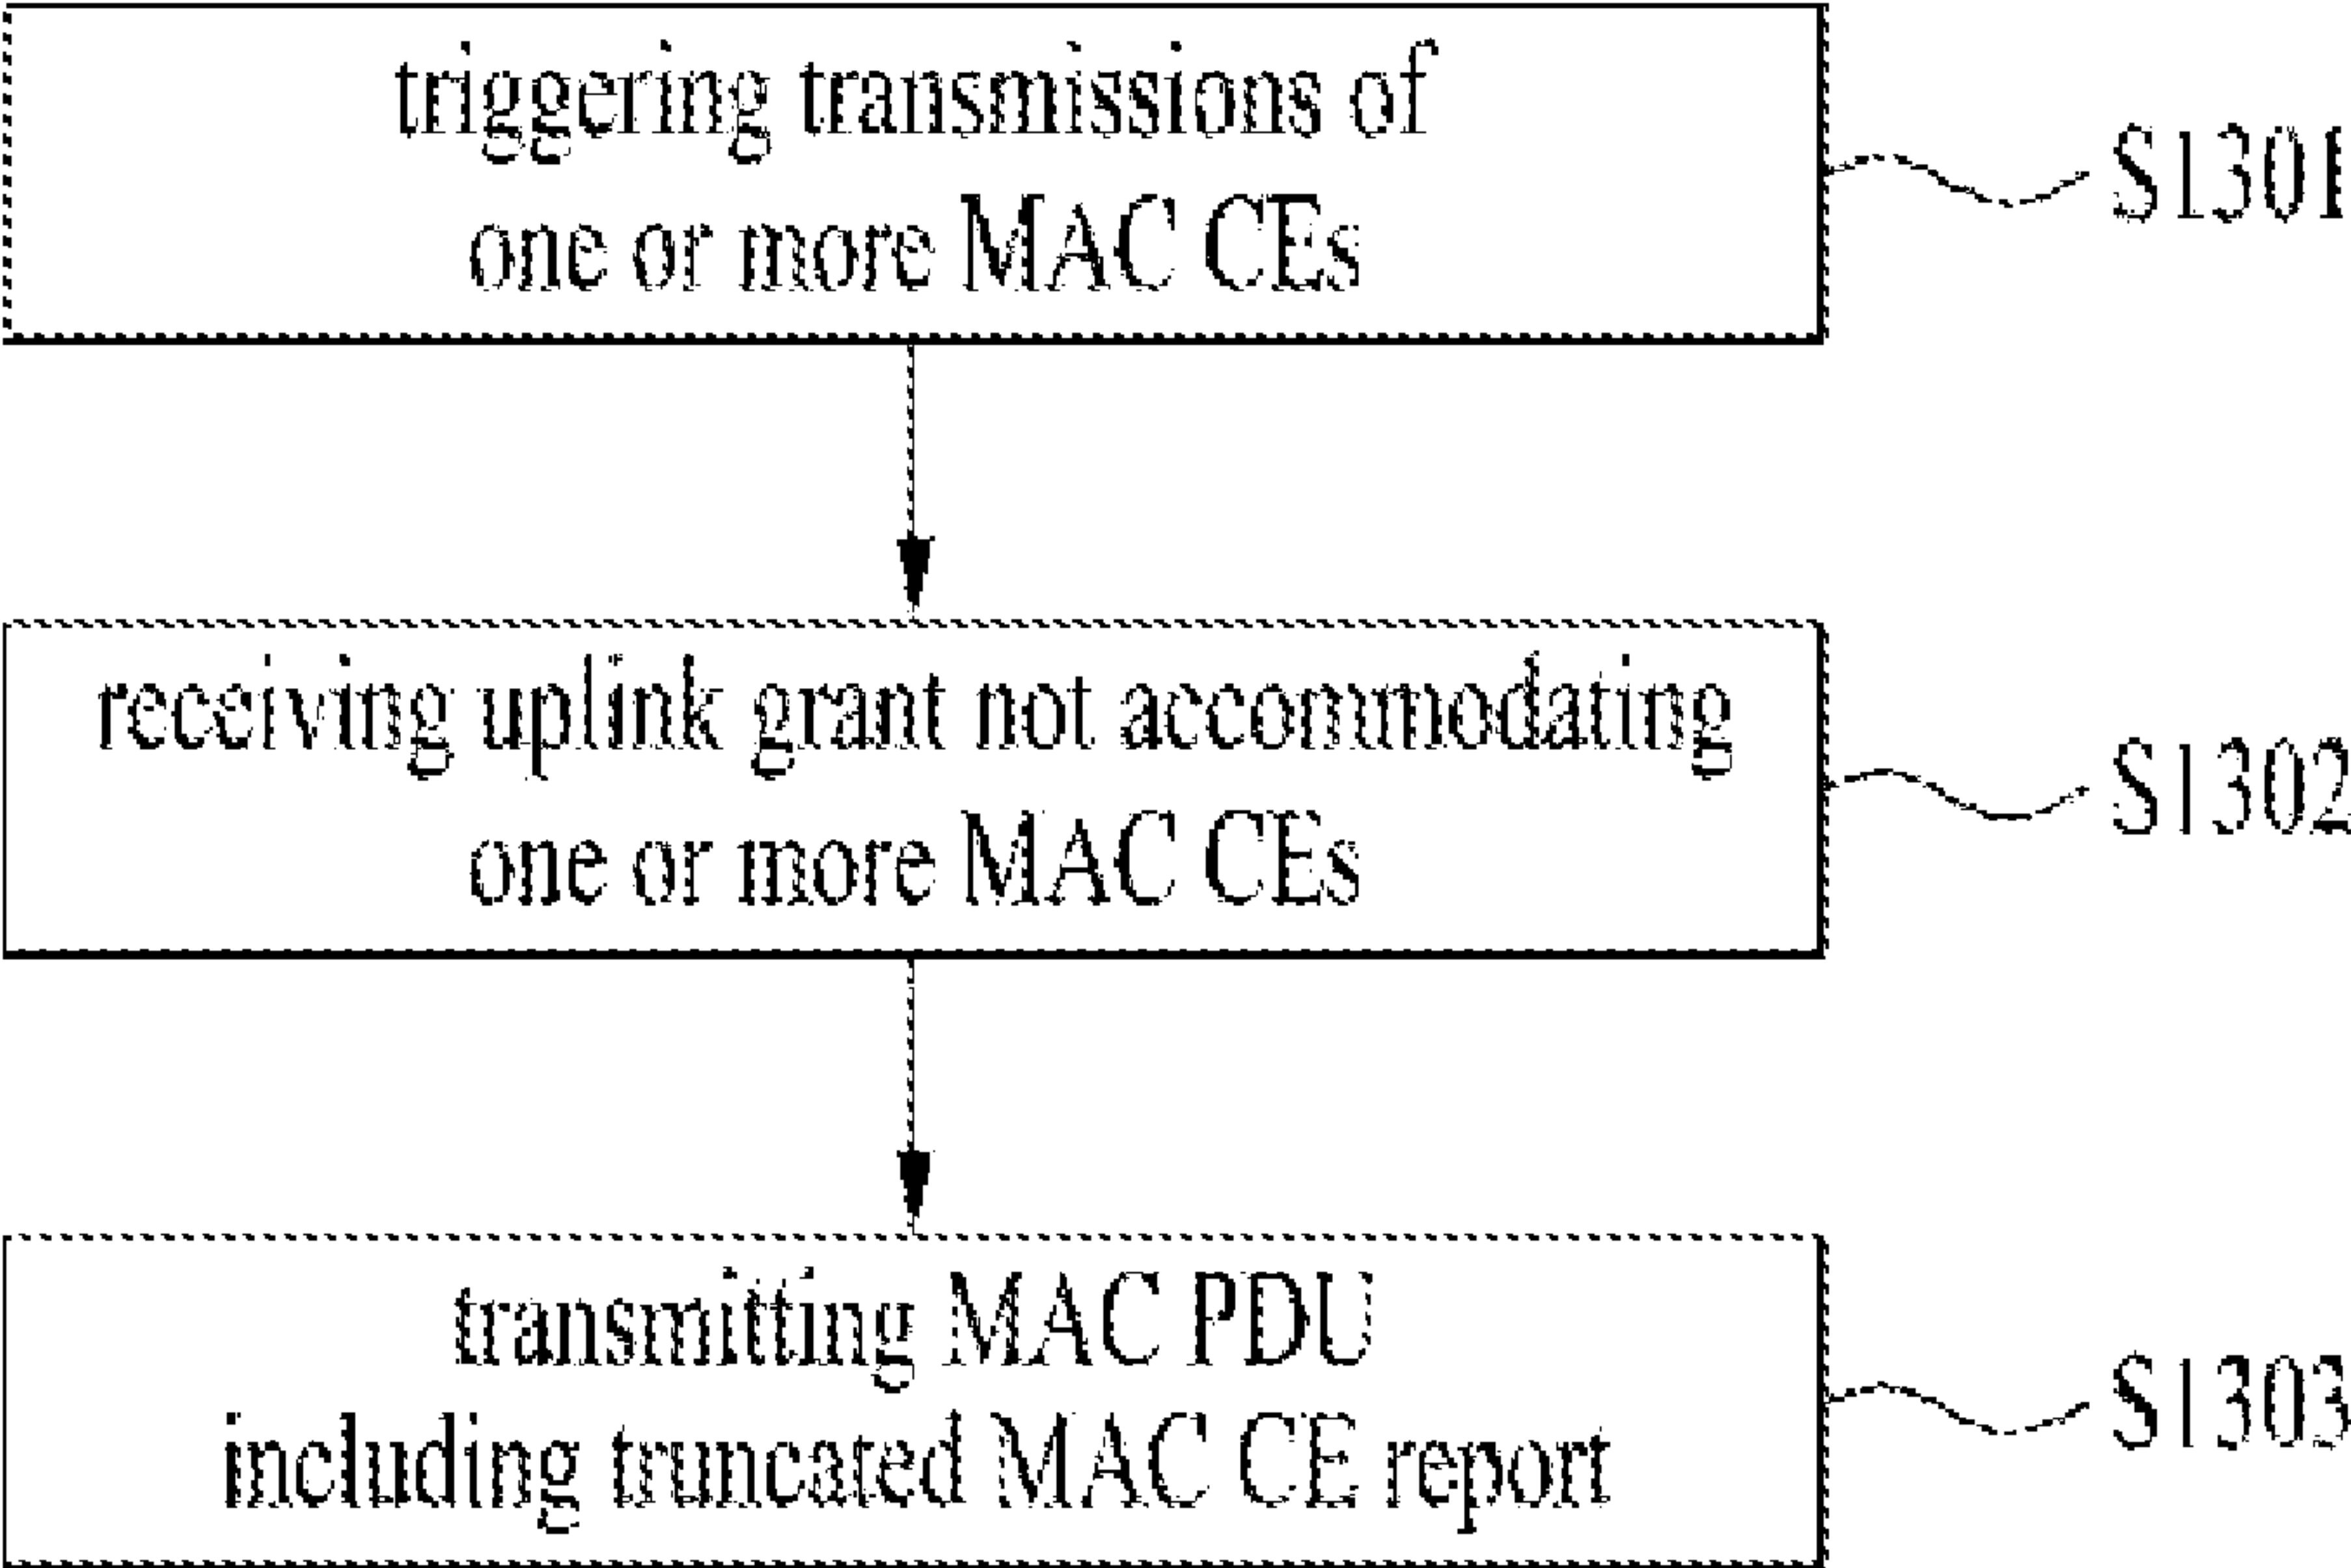 triggering transmissions of
one or more MAC CEs
S1301
receiving uplink grant not accommodating
one or more MAC CEs
S1302
transmitting MAC PDU
including truncated MAC CE report
S1303